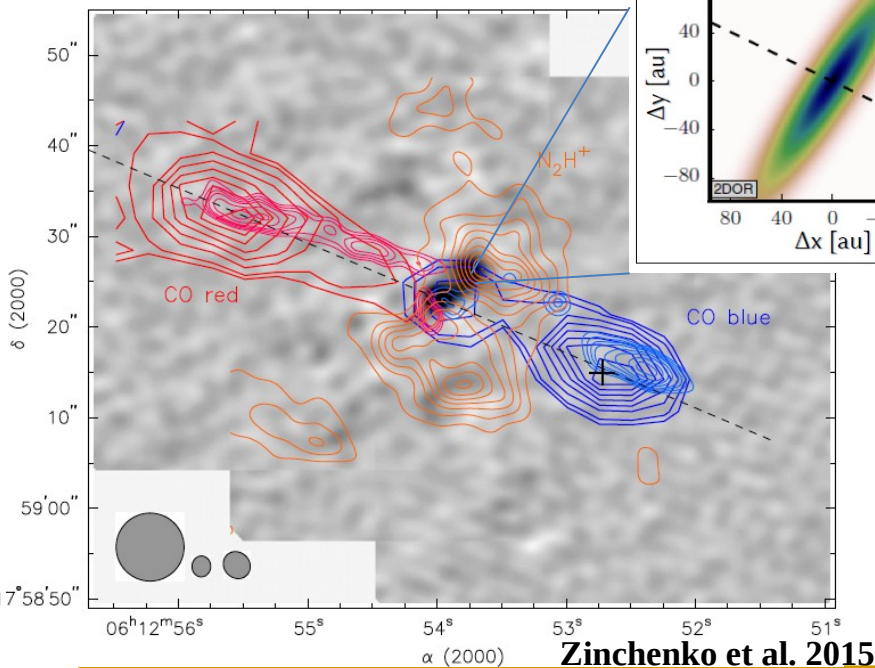 50"
40"
30"
20"
10"
59'00"
7°58'50"
δ (2000)
N₂H⁺
CO red
CO blue
06ʰ12ᵐ56ˢ
55ˢ
54ˢ
53ˢ
52ˢ
51ˢ
α (2000)
Zinchenko et al. 2015
40
0
−40
−80
Δy [au]
2DOR
80
40
0
Δx [au]